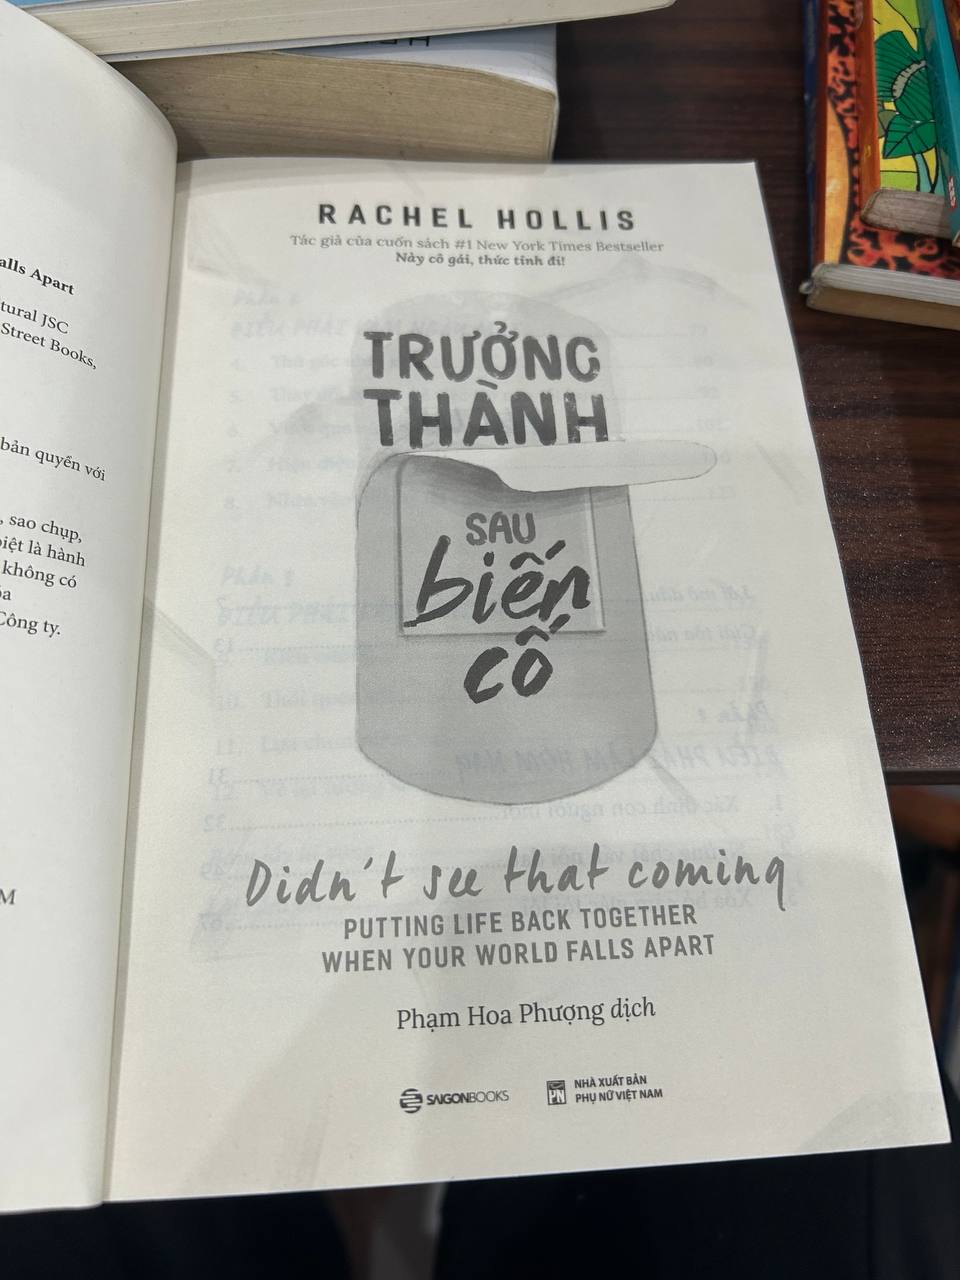 alls Apart
tural JSC
Street Books,
bản quyền với
, sao chụp,
biệt là hành
không có
Công ty.
M
RACHEL HOLLIS
Tác giả của cuốn sách #1 New York Times Bestseller
Này cô gái, thức tỉnh đi!
TRƯỞNG
THÀNH
SAU
biến
cố
Didn't see that coming
PUTTING LIFE BACK TOGETHER
WHEN YOUR WORLD FALLS APART
Phạm Hoa Phượng dịch
SAIGONBOOKS
PN
NHÀ XUẤT BẢN
PHỤ NỮ VIỆT NAM